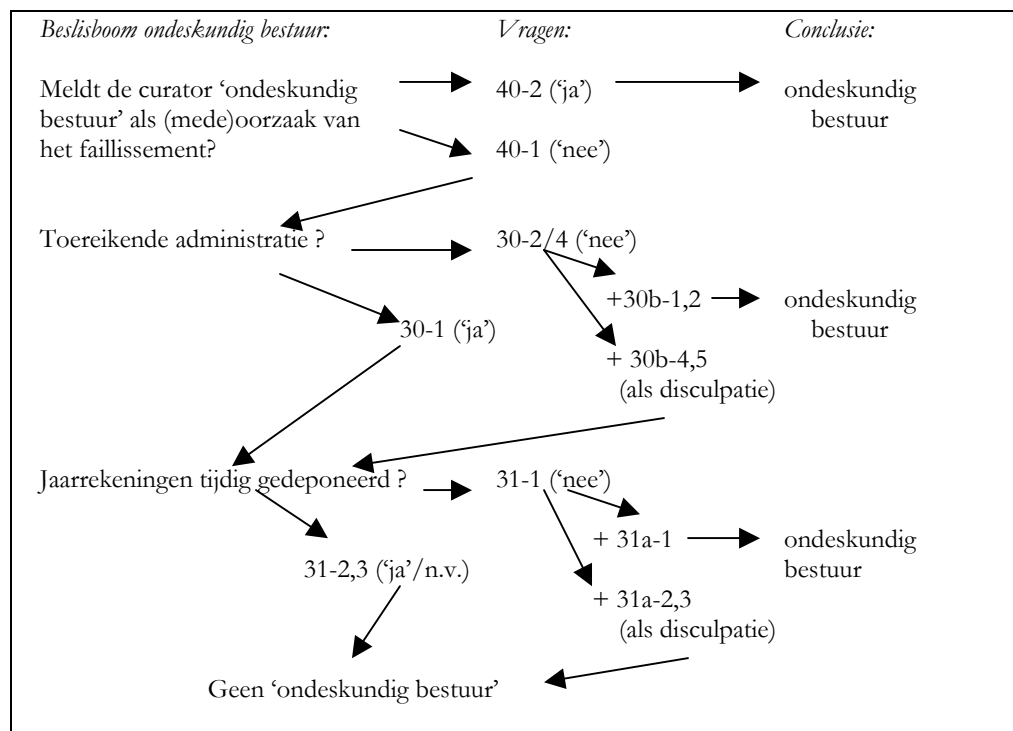 Beslisboom ondeskundig bestuur: Vragen: Conclusie:
Meldt de curator ‘ondeskundig
bestuur’ als (mede)oorzaak van
het faillissement?
40-2 (‘ja’)
ondeskundig
bestuur
40-1 (‘nee’)
Toereikende administratie ?
30-2/4 (‘nee’)
+30b-1,2
ondeskundig
bestuur
30-1 (‘ja’)
+ 30b-4,5
(als disculpatie)
Jaarrekeningen tijdig gedeponeerd ?
31-1 (‘nee’)
+ 31a-1
ondeskundig
bestuur
31-2,3 (‘ja’/n.v.)
+ 31a-2,3
(als disculpatie)
Geen ‘ondeskundig bestuur’